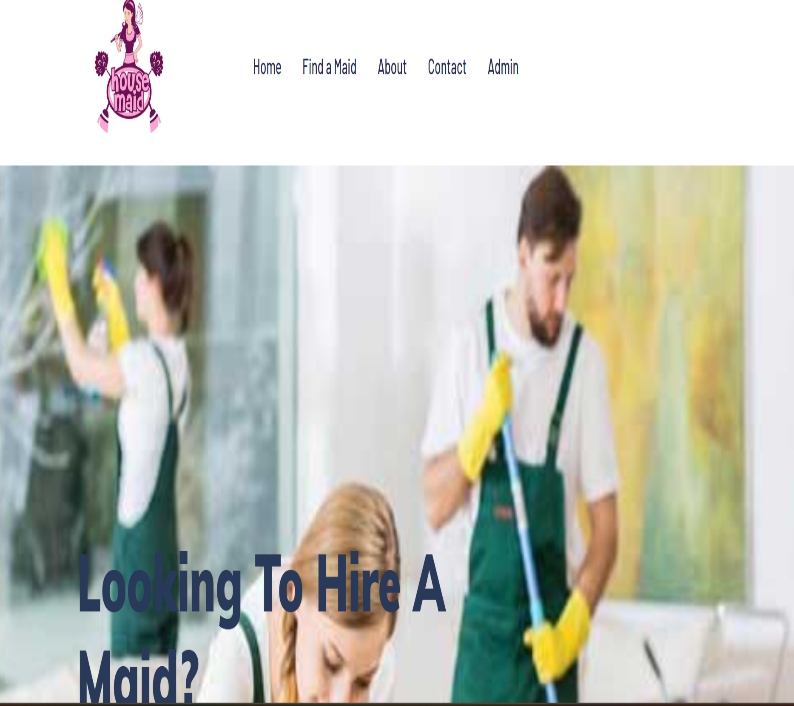 house
maid
Home Find a Maid About Contact Admin
Looking To Hire A
Maid?